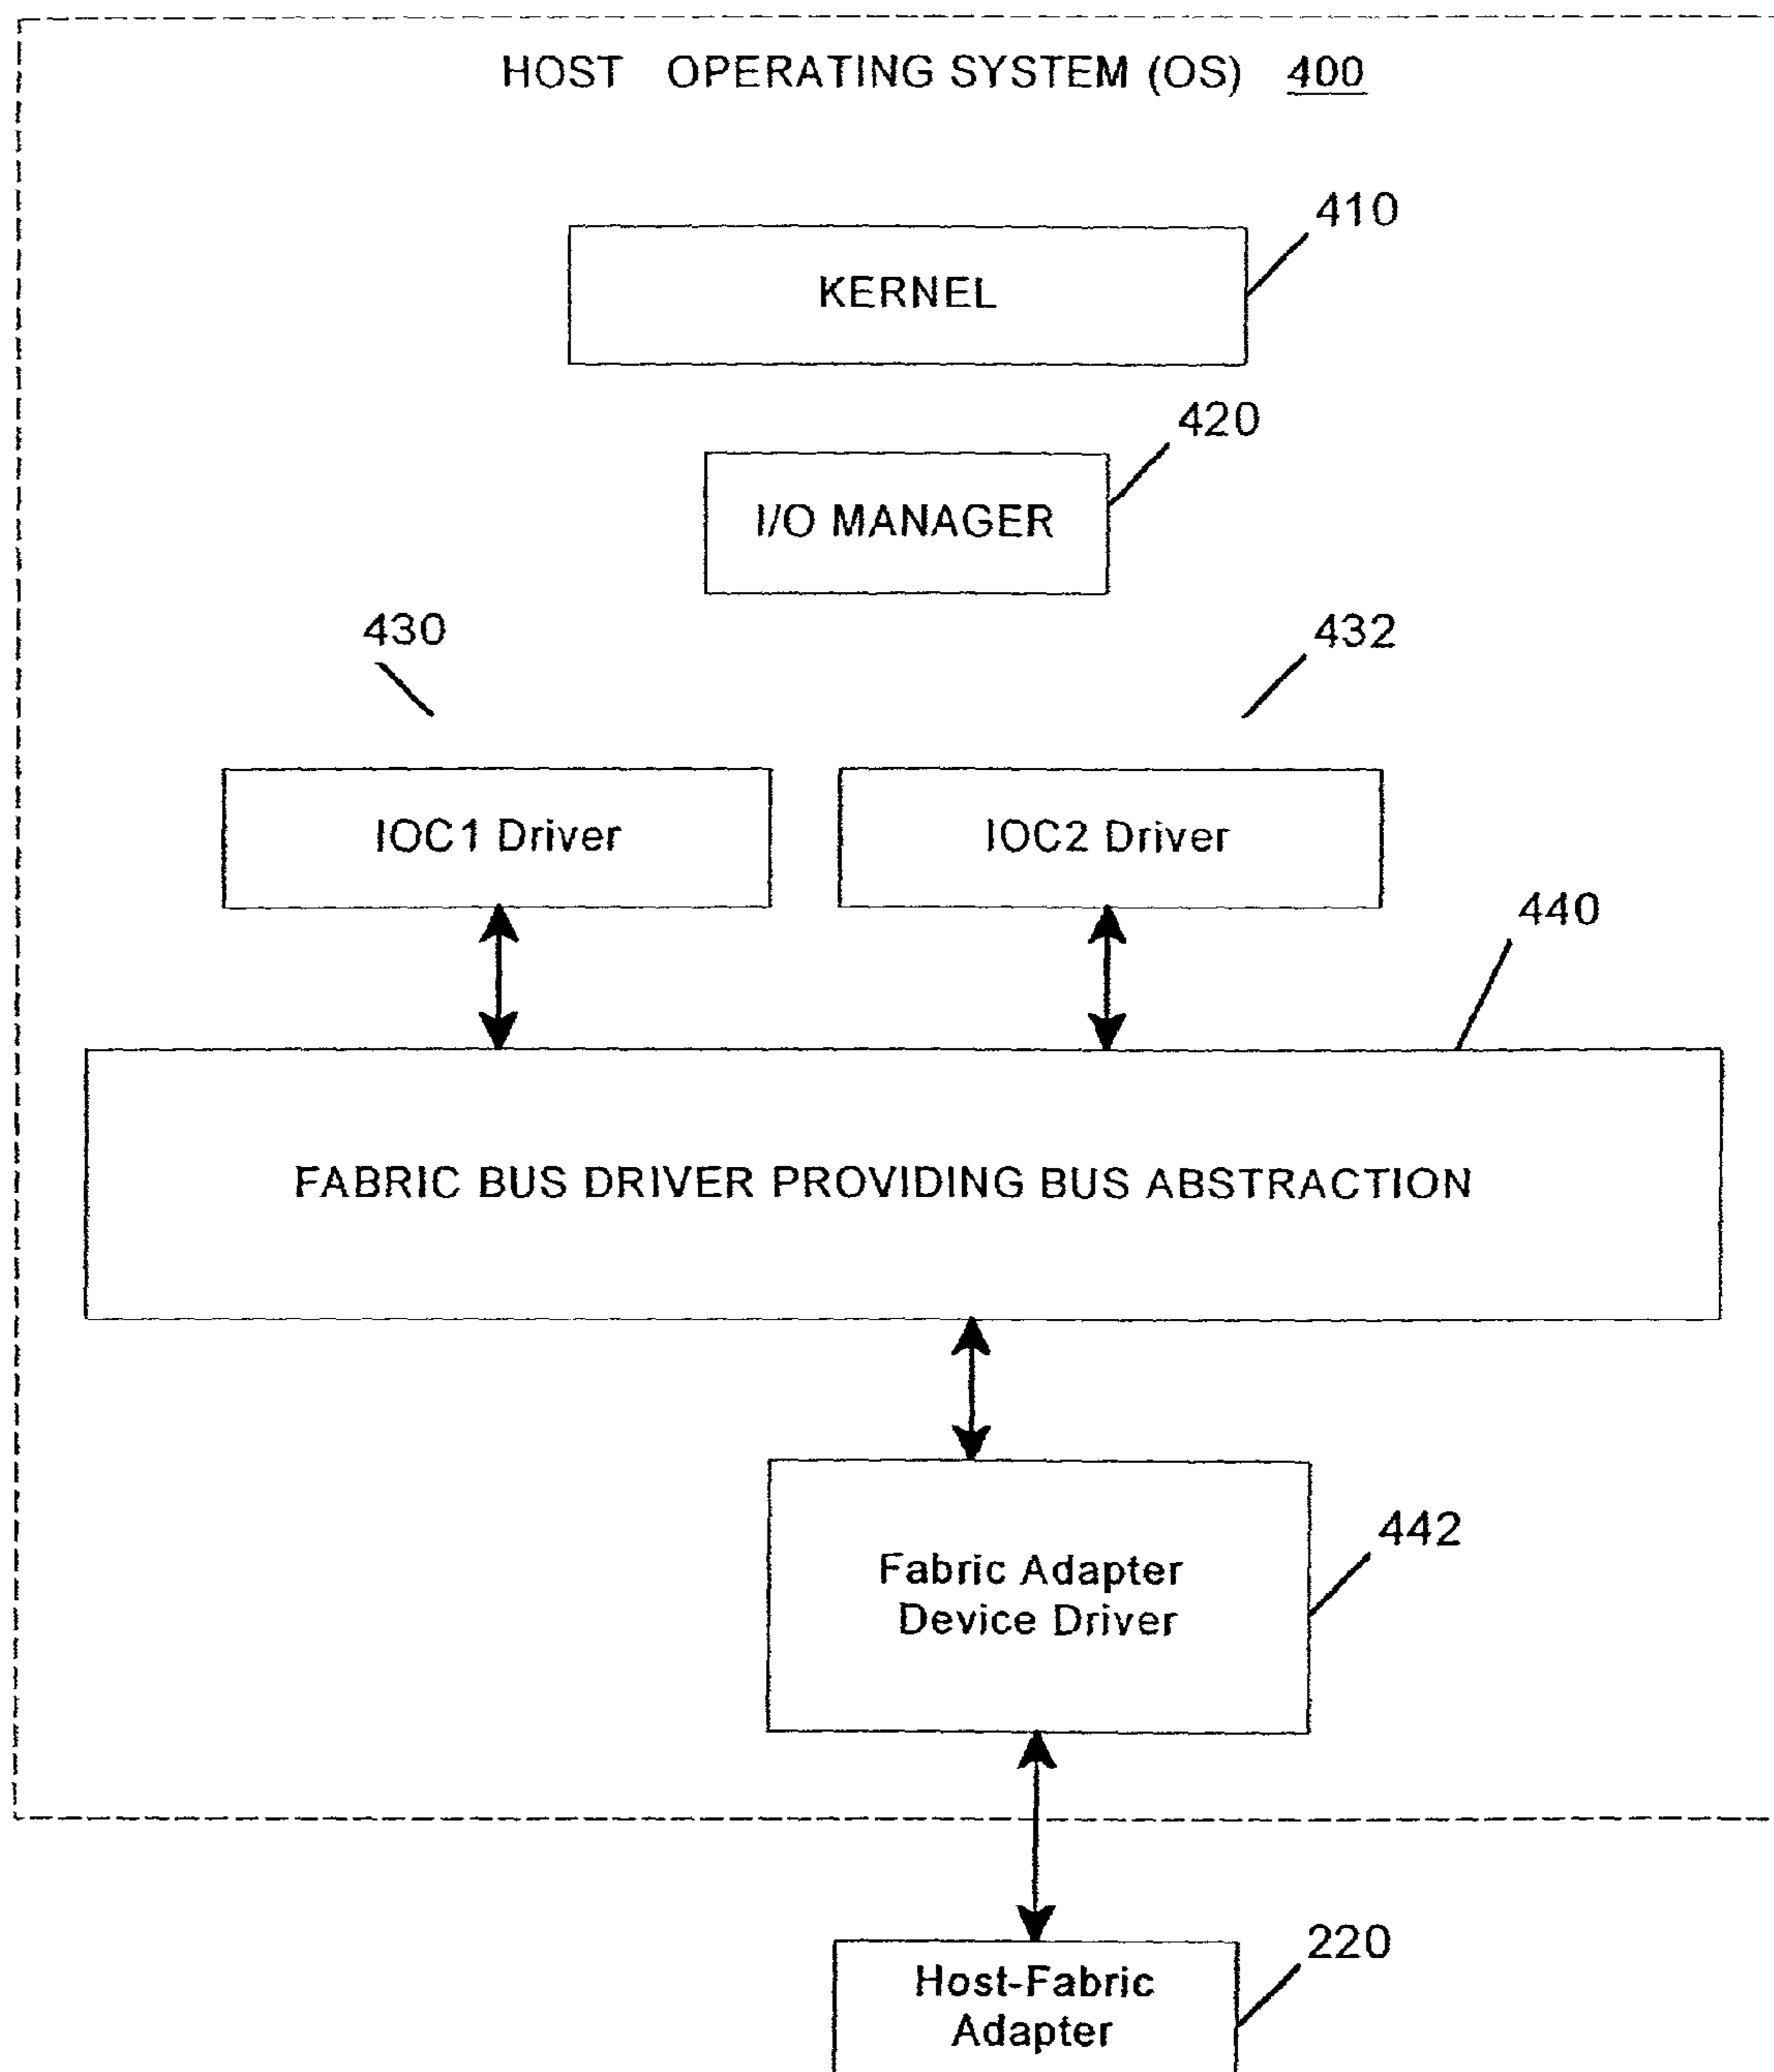 HOST OPERATING SYSTEM (OS) 400
410
KERNEL
420
I/O MANAGER
430
432
IOC1 Driver
IOC2 Driver
440
FABRIC BUS DRIVER PROVIDING BUS ABSTRACTION
442
Fabric Adapter
Device Driver
220
Host-Fabric
Adapter